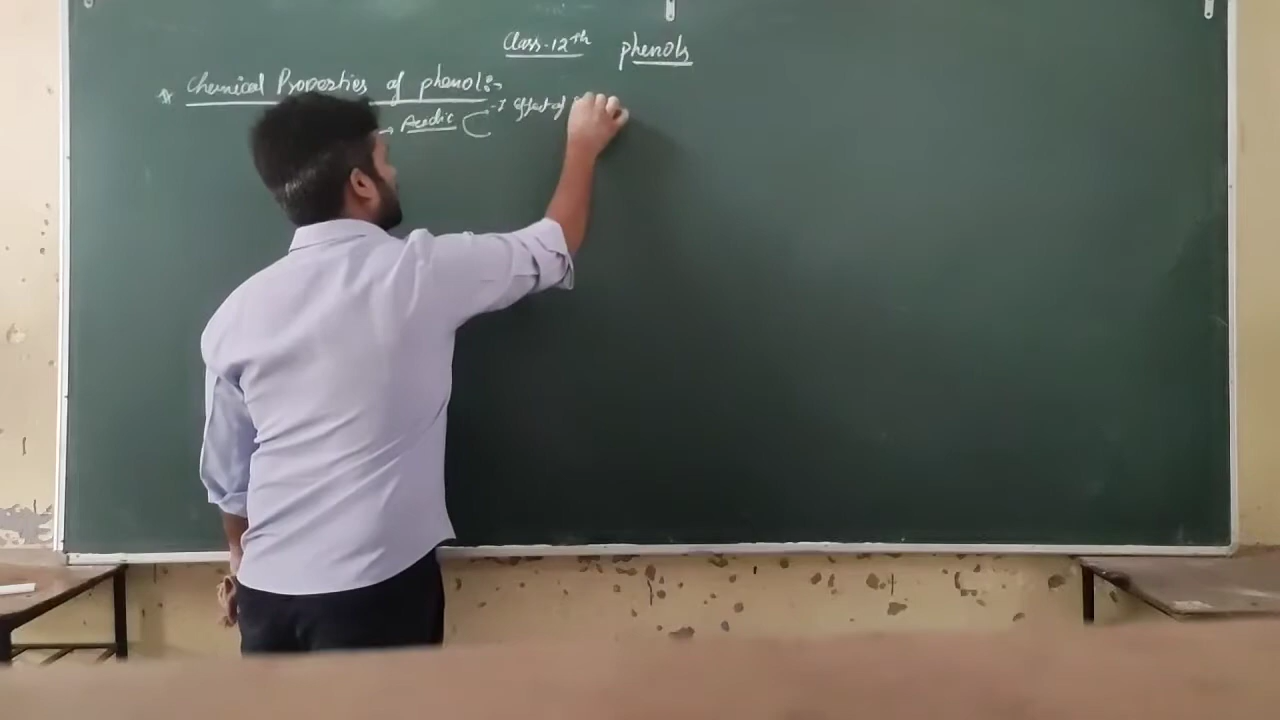 Class-12th phenols
* Chemical Properties of phenol:-
→ Acidic -I effect of